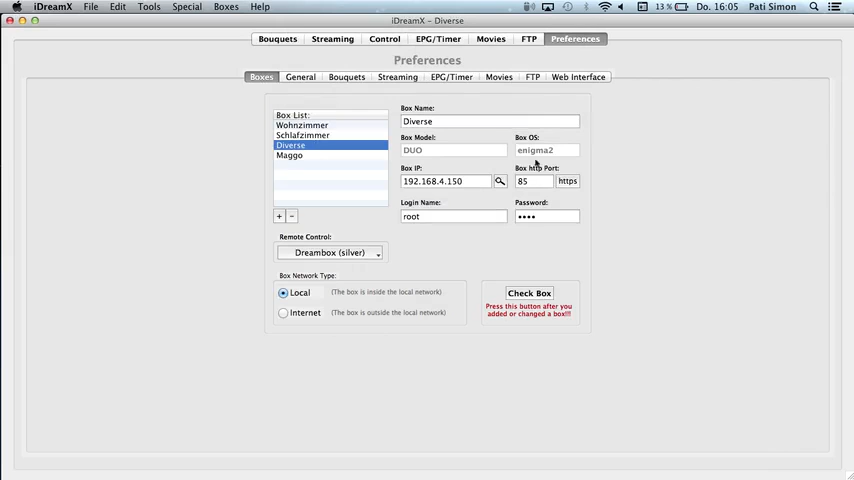 iDreamX File Edit Tools Special Boxes Help 13 % Do. 16:05 Pati Simon
iDreamX - Diverse
Bouquets Streaming Control EPG/Timer Movies FTP Preferences
Preferences
Boxes General Bouquets Streaming EPG/Timer Movies FTP Web Interface
Box List:
Wohnzimmer
Schlafzimmer
Diverse
Maggo
+ −
Remote Control:
Dreambox (silver)
Box Network Type:
Local (The box is inside the local network)
Internet (The box is outside the local network)
Box Name:
Diverse
Box Model: Box OS:
DUO enigma2
Box IP: Box http Port:
192.168.4.150 85 https
Login Name: Password:
root ••••
Check Box
Press this button after you
added or changed a box!!!